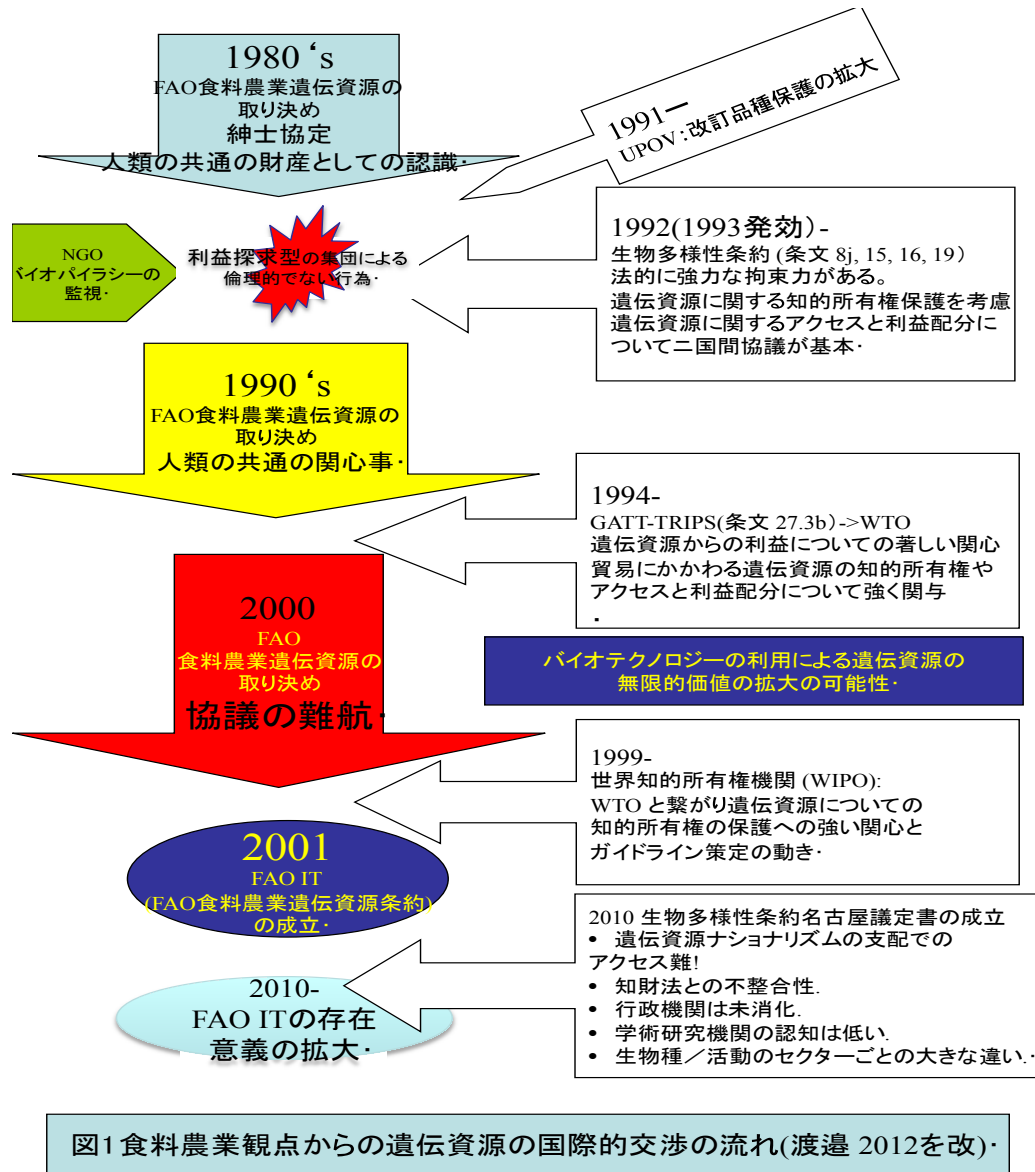 1980 ‘s
FAO食料農業遺伝資源の
取り決め
紳士協定
人類の共通の財産としての認識･
1991ー
UPOV：改訂品種保護の拡大
NGO
バイオパイラシーの
監視･
利益探求型の集団による
倫理的でない行為･
1992(1993発効) -
生物多様性条約 (条文 8j, 15, 16, 19）
法的に強力な拘束力がある。
遺伝資源に関する知的所有権保護を考慮
遺伝資源に関するアクセスと利益配分に
ついて二国間協議が基本･
1990 ‘s
FAO食料農業遺伝資源の
取り決め
人類の共通の関心事･
1994-
GATT-TRIPS(条文 27.3b）->WTO
遺伝資源からの利益についての著しい関心
貿易にかかわる遺伝資源の知的所有権や
アクセスと利益配分について強く関与
･
2000
FAO
食料農業遺伝資源の
取り決め
協議の難航･
バイオテクノロジーの利用による遺伝資源の
無限的価値の拡大の可能性･
1999-
世界知的所有権機関 (WIPO):
WTO と繋がり遺伝資源についての
知的所有権の保護への強い関心と
ガイドライン策定の動き･
2001
FAO IT
(FAO食料農業遺伝資源条約)
の成立･
2010 生物多様性条約名古屋議定書の成立
• 遺伝資源ナショナリズムの支配での
アクセス難!
• 知財法との不整合性.
• 行政機関は未消化.
• 学術研究機関の認知は低い.
• 生物種／活動のセクターごとの大きな違い.･
2010-
FAO ITの存在
意義の拡大･
図1 食料農業観点からの遺伝資源の国際的交渉の流れ(渡邉 2012を改)･